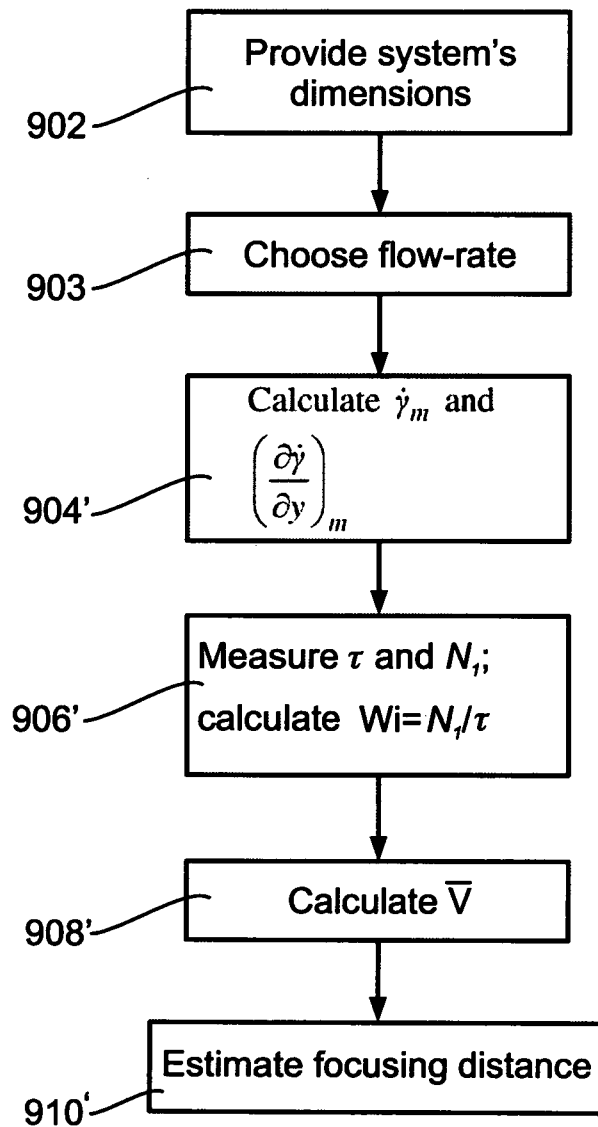 Provide system's
dimensions
902
Choose flow-rate
903
Calculate γ̇ₘ and
(∂γ̇/∂y)ₘ
904'
Measure τ and N₁;
calculate Wi=N₁/τ
906'
Calculate V̅
908'
Estimate focusing distance
910'